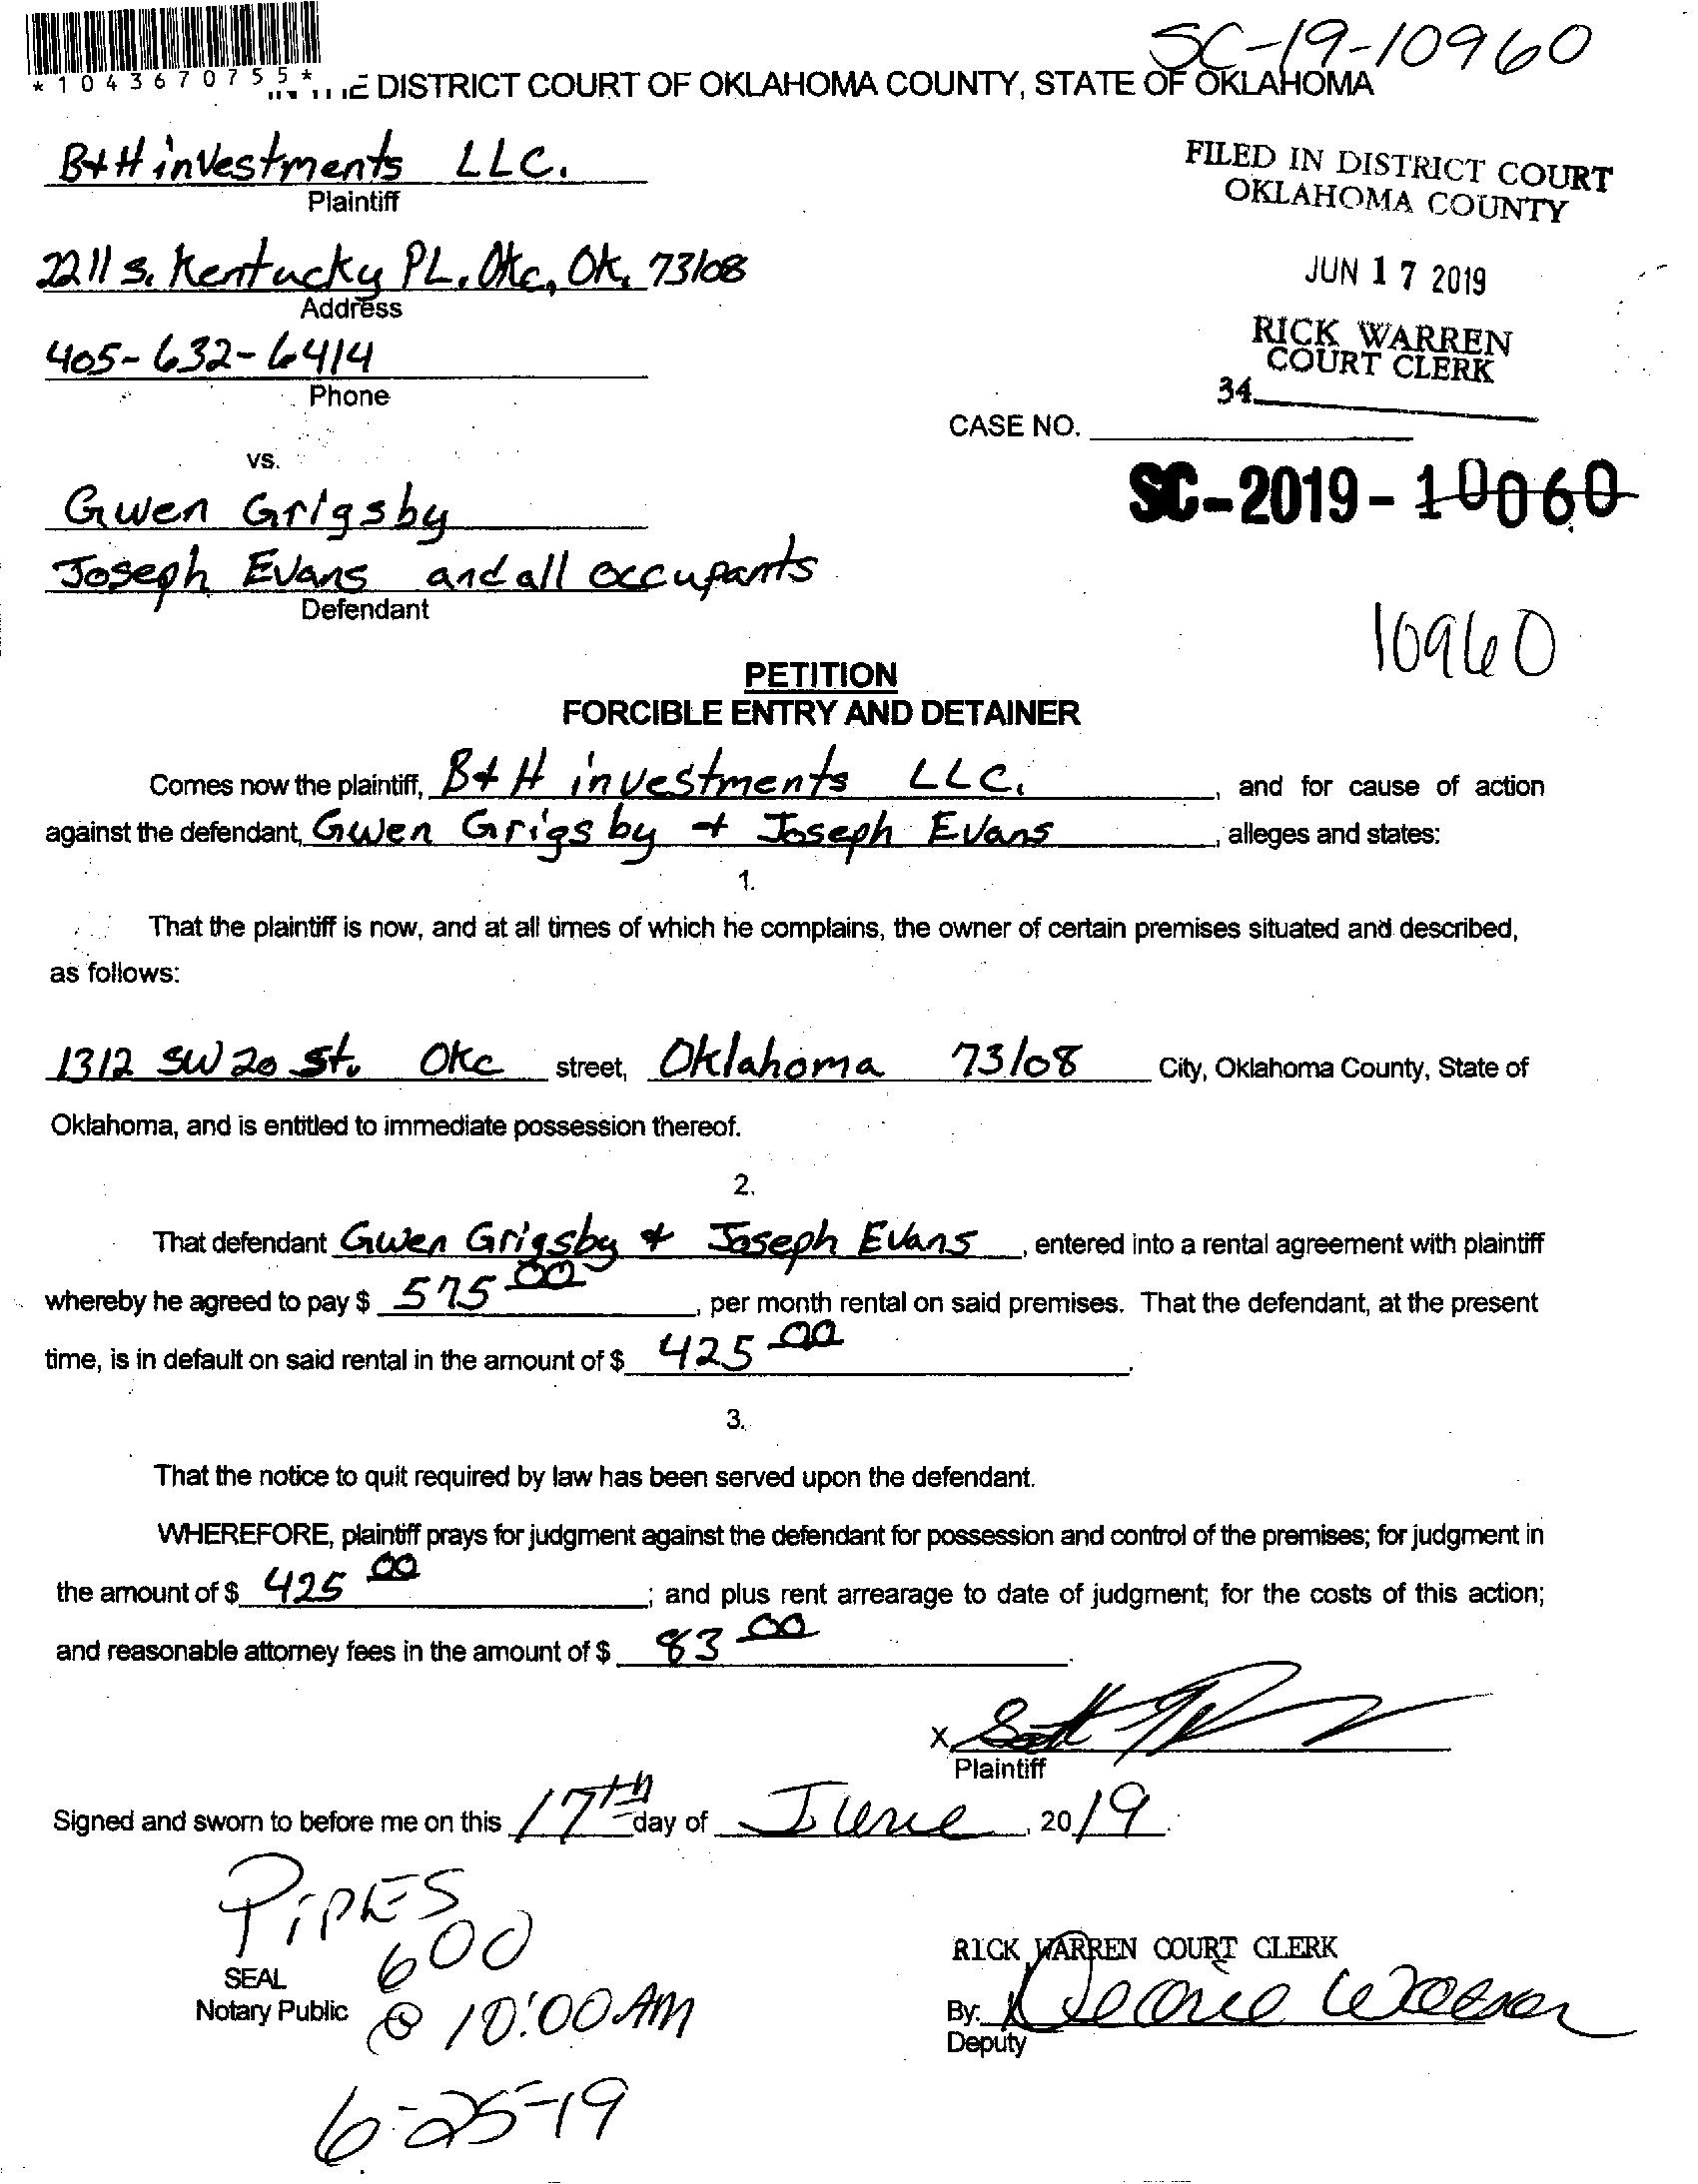 SC-19-10960
*1043670755*
DISTRICT COURT OF OKLAHOMA COUNTY, STATE OF OKLAHOMA
B+H investments LLC.
Plaintiff
FILED IN DISTRICT COURT
OKLAHOMA COUNTY
2211 S. Kentucky PL. Okc, OK. 73108
Address
JUN 17 2019
405-632-6414
Phone
RICK WARREN
COURT CLERK
34
CASE NO.
vs.
SC-2019-10060
Gwen Grigsby
Joseph Evans and all occupants
Defendant
10960
PETITION
FORCIBLE ENTRY AND DETAINER
Comes now the plaintiff, B+H investments LLC. , and for cause of action
against the defendant, Gwen Grigsby + Joseph Evans , alleges and states:
1.
That the plaintiff is now, and at all times of which he complains, the owner of certain premises situated and described,
as follows:
1312 SW 20 St. Okc street, Oklahoma 73108 City, Oklahoma County, State of
Oklahoma, and is entitled to immediate possession thereof.
2.
That defendant Gwen Grigsby + Joseph Evans , entered into a rental agreement with plaintiff
whereby he agreed to pay $ 575 00 , per month rental on said premises. That the defendant, at the present
time, is in default on said rental in the amount of $ 425 00 .
3.
That the notice to quit required by law has been served upon the defendant.
WHEREFORE, plaintiff prays for judgment against the defendant for possession and control of the premises; for judgment in
the amount of $ 425 00 ; and plus rent arrearage to date of judgment; for the costs of this action;
and reasonable attorney fees in the amount of $ 83 00 .
X
Plaintiff
Signed and sworn to before me on this 17th day of June , 2019.
PIPES
600
SEAL
Notary Public
@ 10:00 AM
6-25-19
RICK WARREN COURT CLERK
By:
Deputy